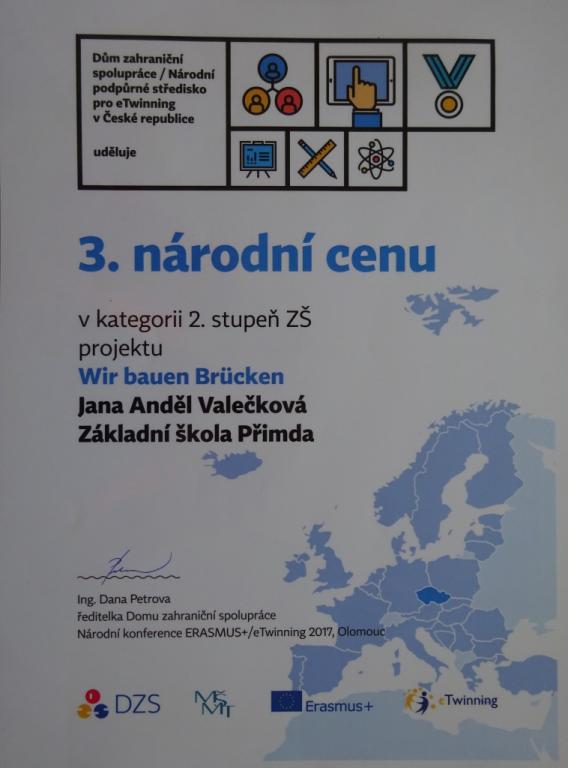 Dům zahraniční
spolupráce / Národní
podpůrné středisko
pro eTwinning
v České republice
uděluje
3. národní cenu
v kategorii 2. stupeň ZŠ
projektu
Wir bauen Brücken
Jana Anděl Valečková
Základní škola Přimda
Ing. Dana Petrova
ředitelka Domu zahraniční spolupráce
Národní konference ERASMUS+/eTwinning 2017, Olomouc
DZS
MŠMT
Erasmus+
eTwinning